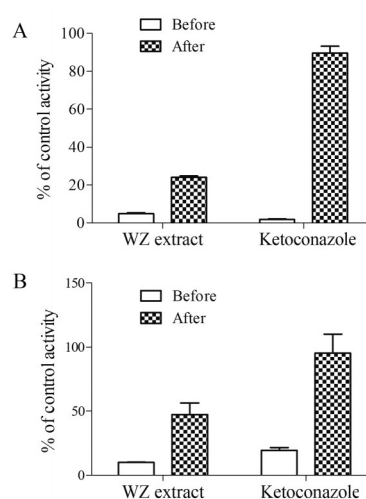 A
Before
After
% of control activity
100
80
60
40
20
0
WZ extract
Ketoconazole
B
Before
After
% of control activity
150
100
50
0
WZ extract
Ketoconazole